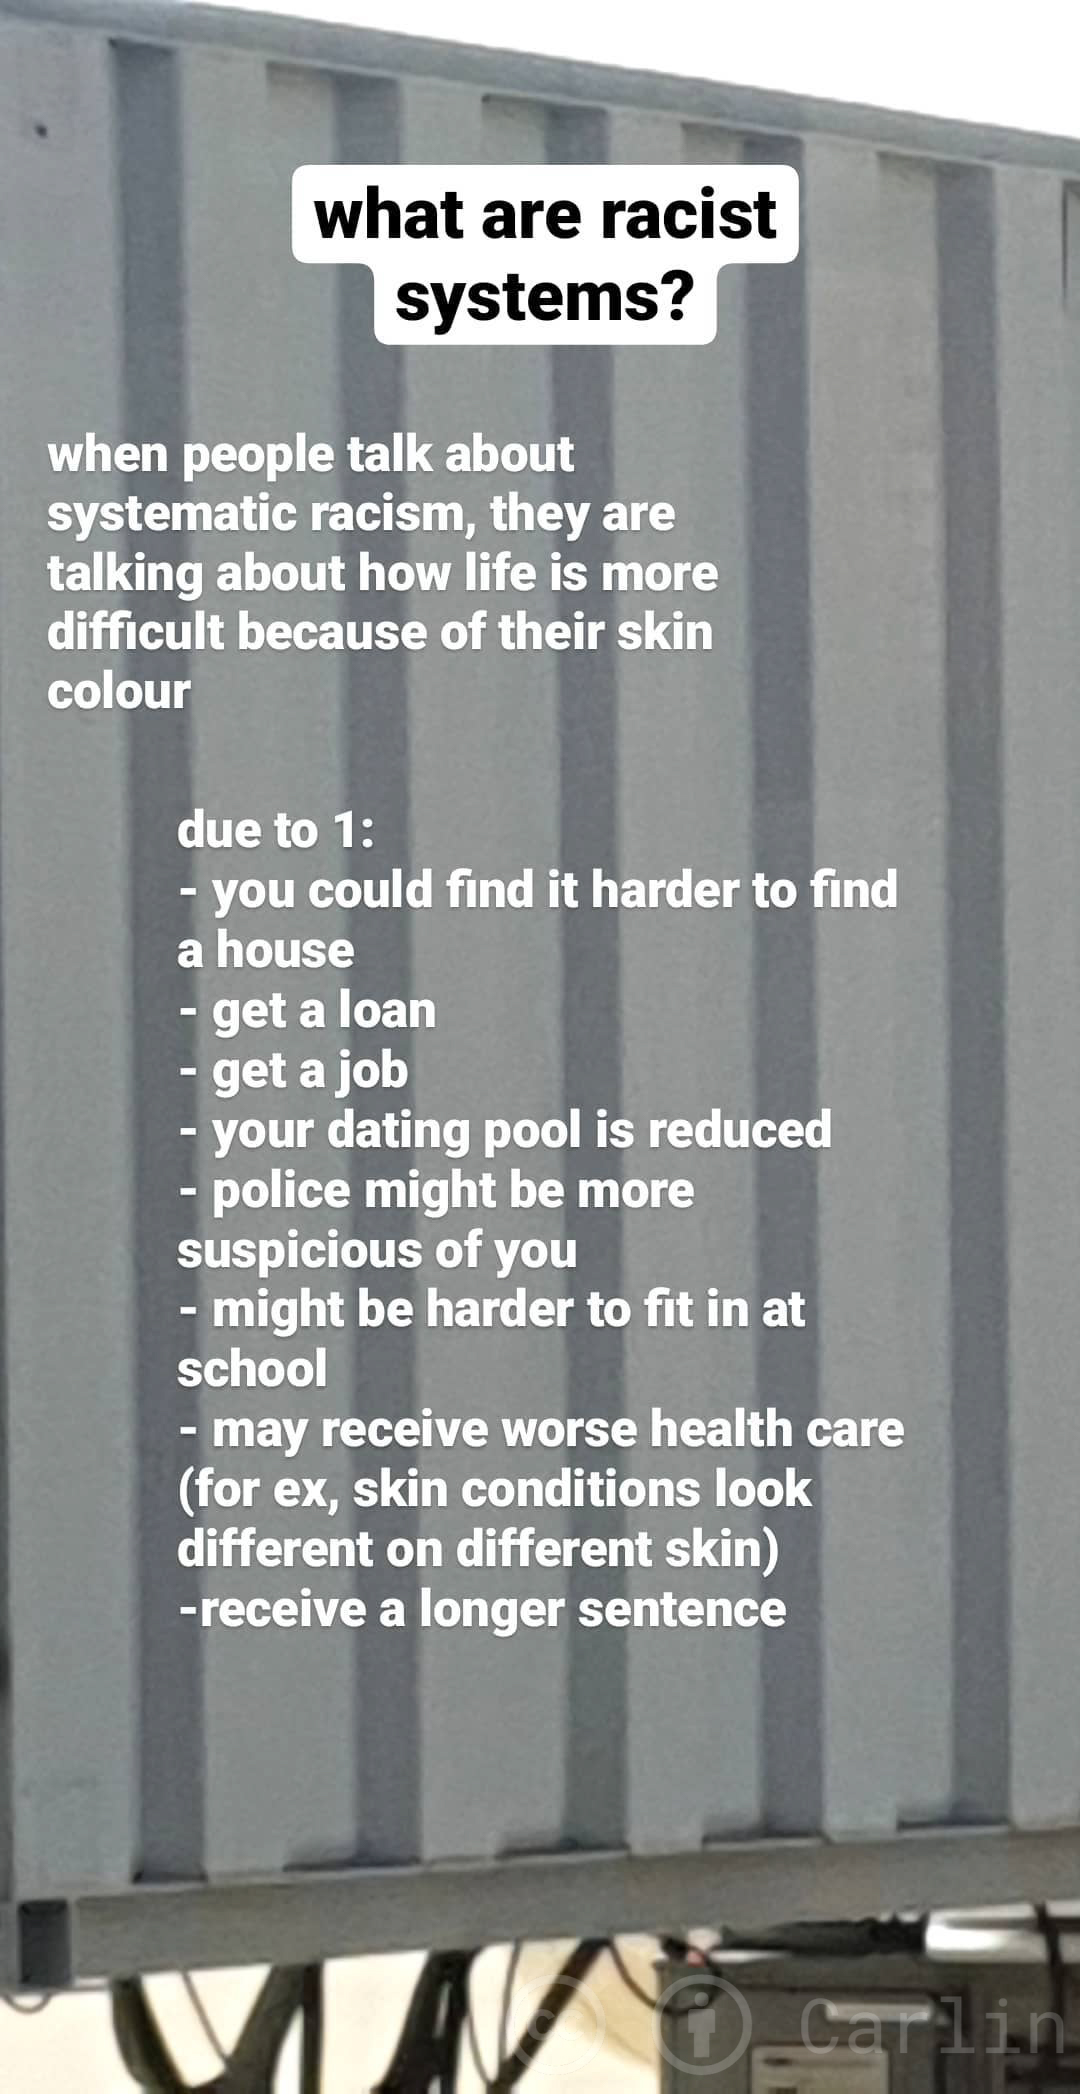 what are racist
systems?
when people talk about
systematic racism, they are
talking about how life is more
difficult because of their skin
colour
due to 1:
- you could find it harder to find
a house
- get a loan
- get a job
- your dating pool is reduced
- police might be more
suspicious of you
- might be harder to fit in at
school
- may receive worse health care
(for ex, skin conditions look
different on different skin)
-receive a longer sentence
cc Carlin